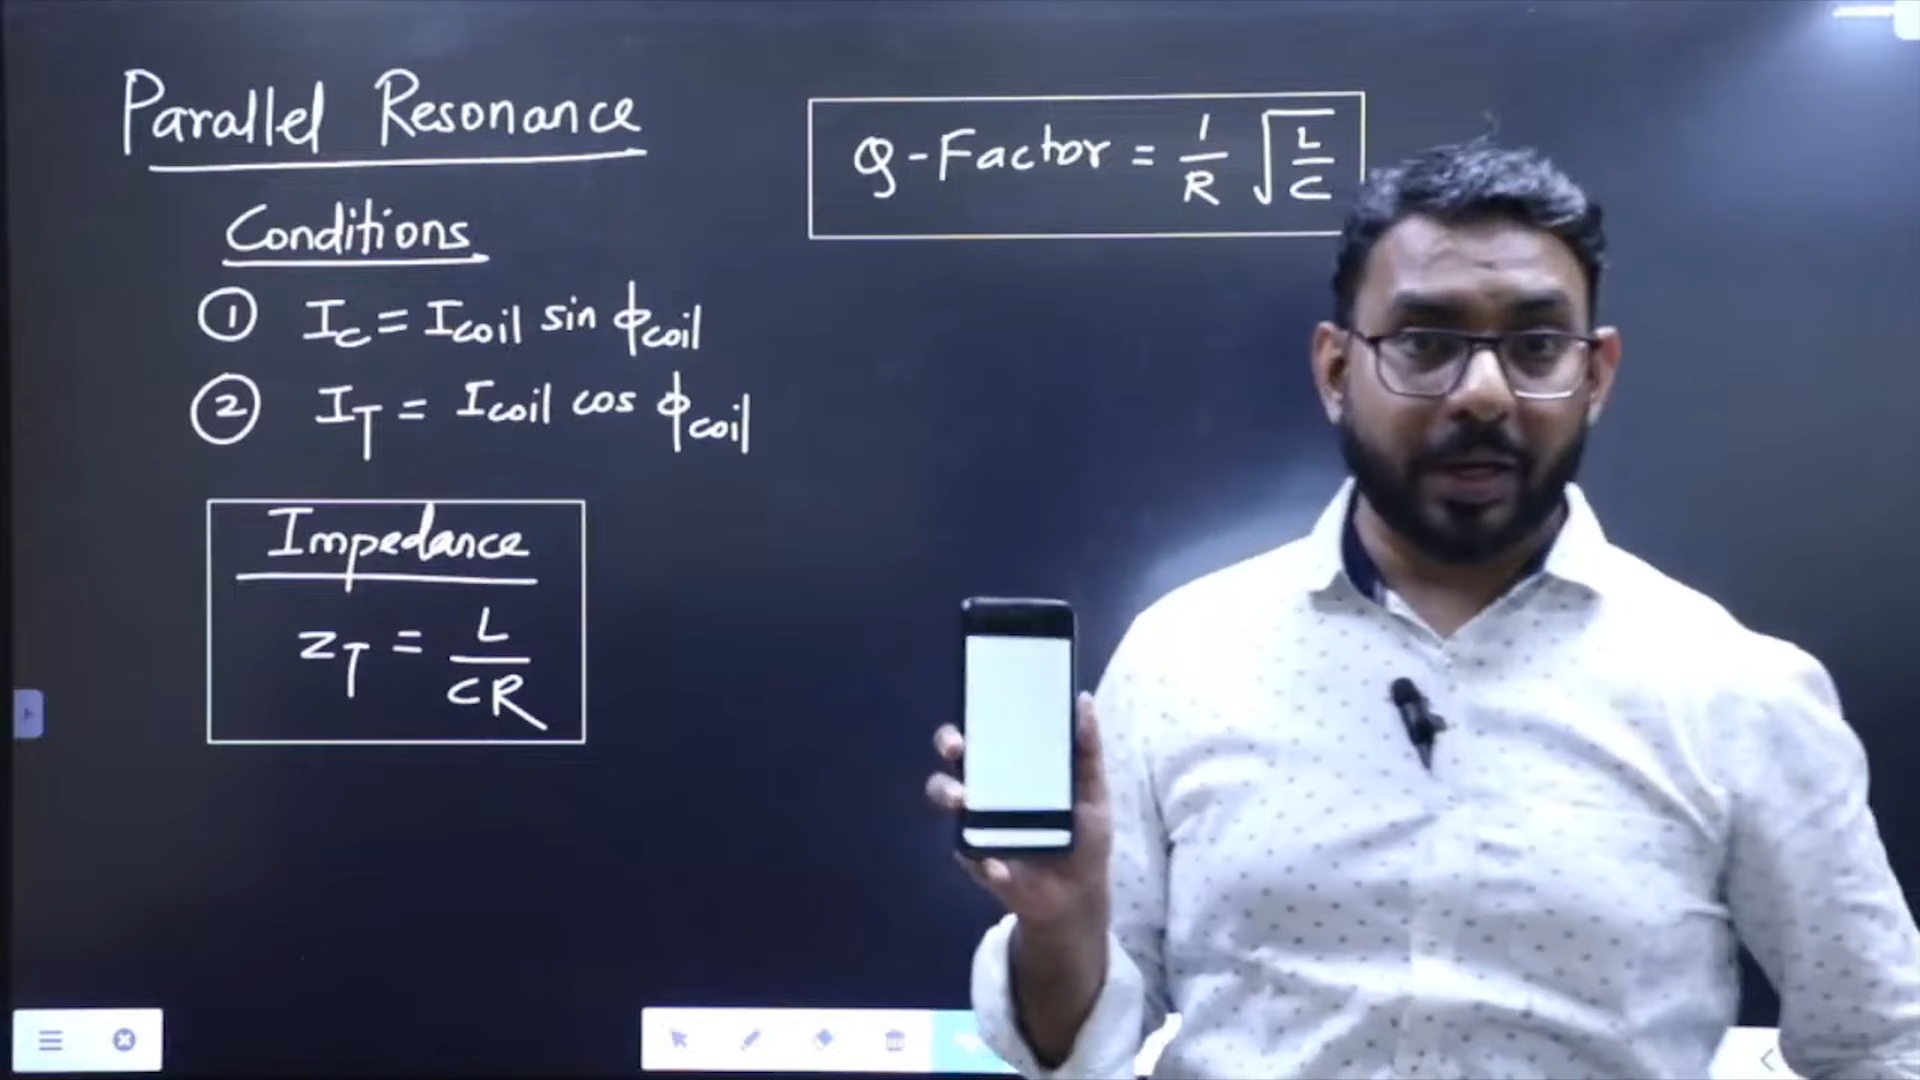 Parallel Resonance
Conditions
① I_C = I_coil sin ϕ_coil
② I_T = I_coil cos ϕ_coil
Impedance
Z_T = L / CR
Q-Factor = 1/R √(L/C)